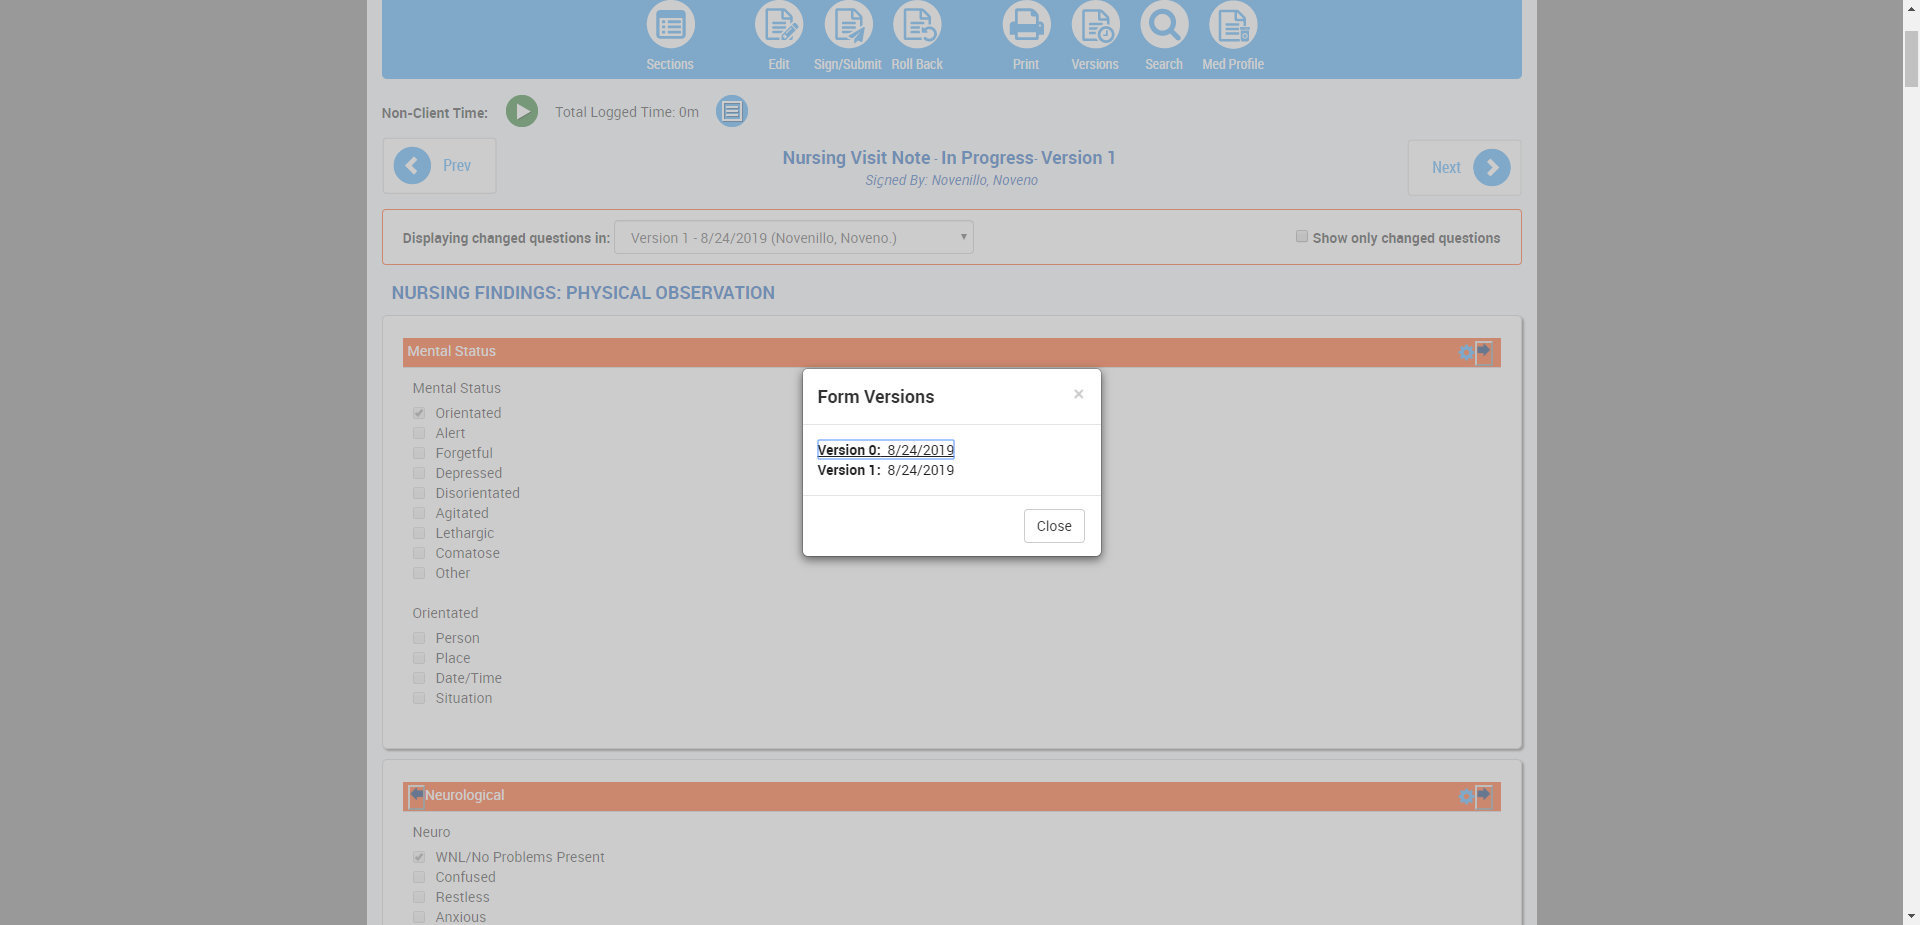 Sections Edit Sign/Submit Roll Back Print Versions Search Med Profile
Non-Client Time: Total Logged Time: 0m
Prev
Nursing Visit Note - In Progress- Version 1
Signed By: Novenillo, Noveno
Next
Displaying changed questions in: Version 1 - 8/24/2019 (Novenillo, Noveno.) Show only changed questions
NURSING FINDINGS: PHYSICAL OBSERVATION
Mental Status
Mental Status
Orientated
Alert
Forgetful
Depressed
Disorientated
Agitated
Lethargic
Comatose
Other
Orientated
Person
Place
Date/Time
Situation
Form Versions ×
Version 0: 8/24/2019
Version 1: 8/24/2019
Close
Neurological
Neuro
WNL/No Problems Present
Confused
Restless
Anxious